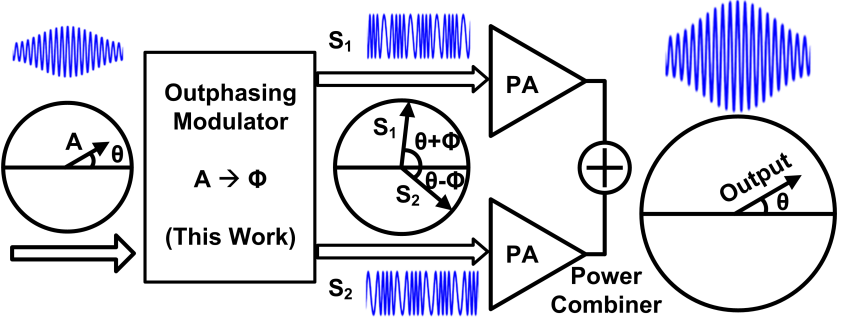 A
θ
Outphasing
Modulator
A → Φ
(This Work)
S1
S1
θ+Φ
θ-Φ
S2
S2
PA
PA
Power
Combiner
Output
θ